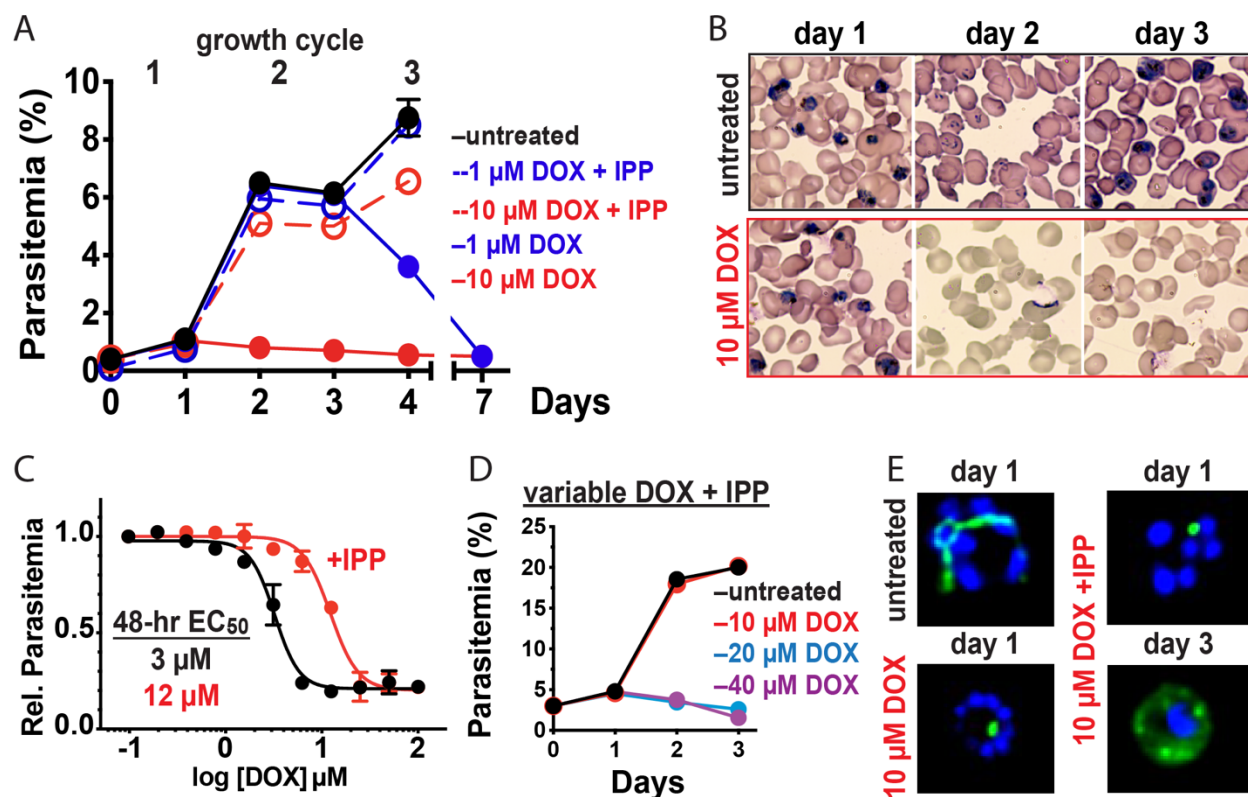 A
growth cycle
1 2 3
Parasitemia (%)
10
8
6
4
2
0
0 1 2 3 4 7 Days
–untreated
--1 µM DOX + IPP
--10 µM DOX + IPP
–1 µM DOX
–10 µM DOX
B
day 1 day 2 day 3
untreated
10 µM DOX
C
Rel. Parasitemia
1.0
0.5
0.0
+IPP
48-hr EC50
3 µM
12 µM
-1 0 1 2
log [DOX] µM
D
variable DOX + IPP
Parasitemia (%)
25
20
15
10
5
0
0 1 2 3
Days
–untreated
–10 µM DOX
–20 µM DOX
–40 µM DOX
E
day 1 day 1
untreated
10 µM DOX +IPP
day 1 day 3
10 µM DOX